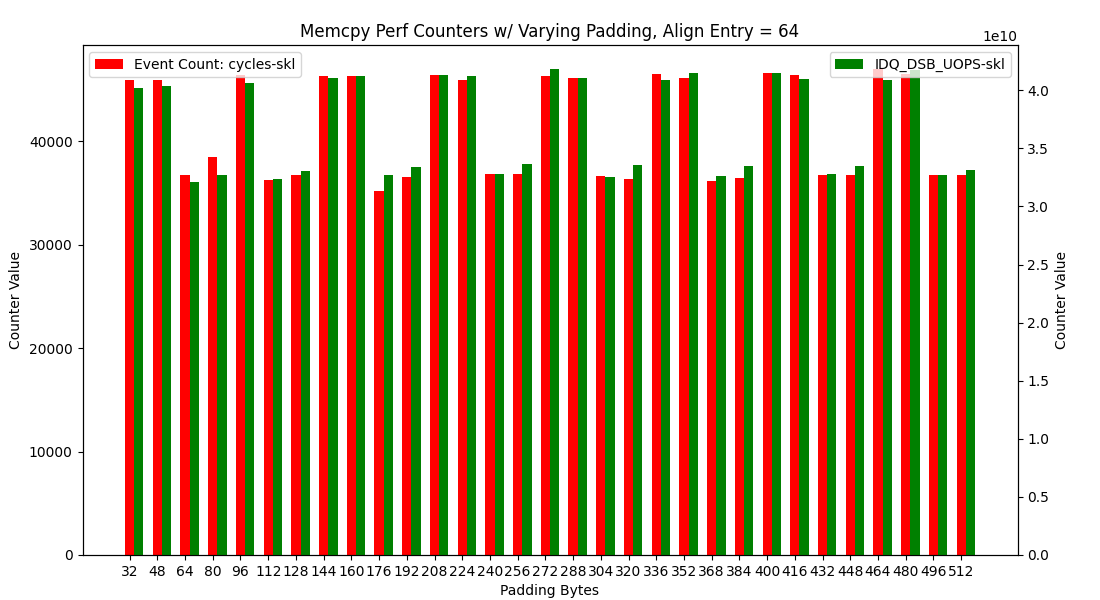 Memcpy Perf Counters w/ Varying Padding, Align Entry = 64
1e10
Event Count: cycles-skl
IDQ_DSB_UOPS-skl
40000
30000
20000
10000
0
Counter Value
4.0
3.5
3.0
2.5
2.0
1.5
1.0
0.5
0.0
Counter Value
32 48 64 80 96 112 128 144 160 176 192 208 224 240 256 272 288 304 320 336 352 368 384 400 416 432 448 464 480 496 512
Padding Bytes